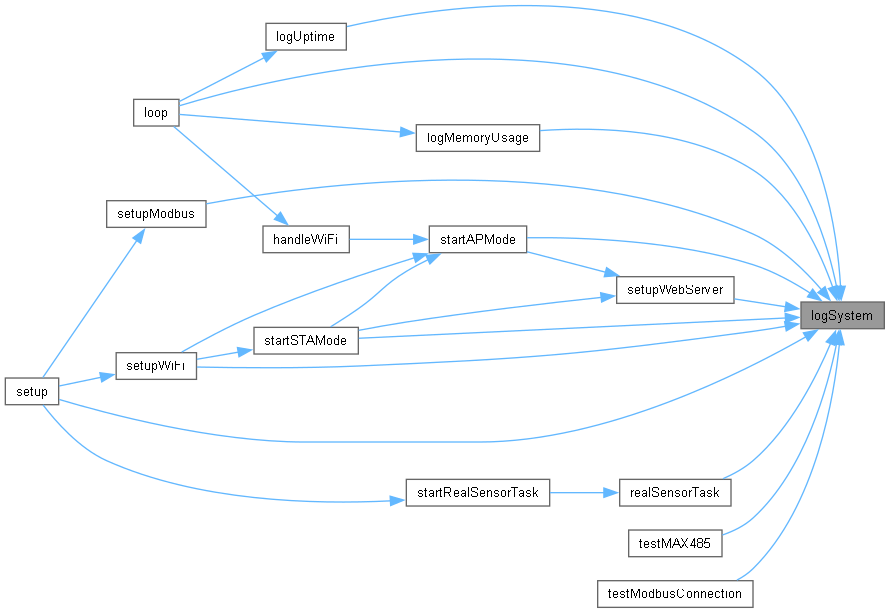 logUptime
loop
logMemoryUsage
setupModbus
handleWiFi
startAPMode
setupWebServer
logSystem
startSTAMode
setupWiFi
setup
startRealSensorTask
realSensorTask
testMAX485
testModbusConnection